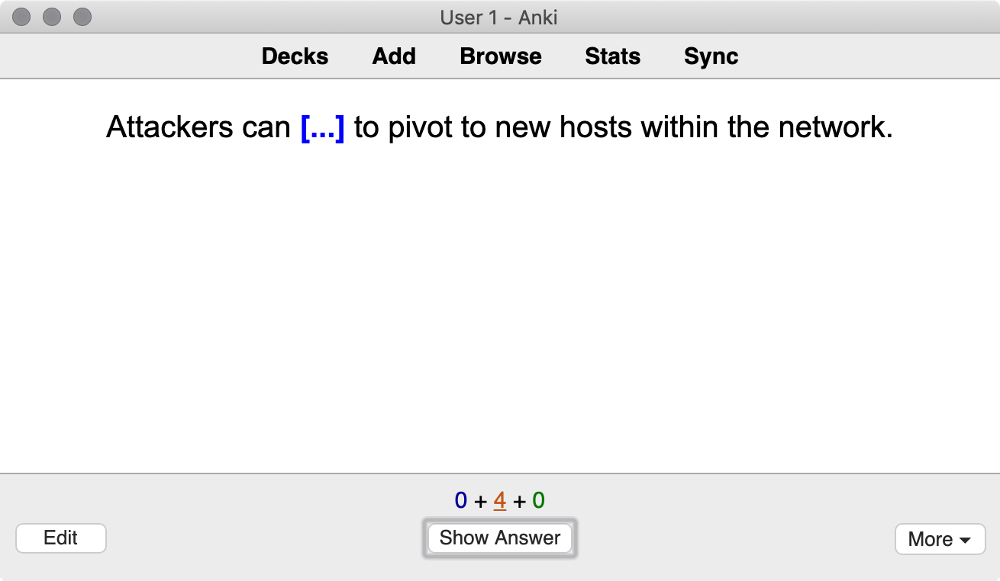 User 1 - Anki
Decks Add Browse Stats Sync
Attackers can [...] to pivot to new hosts within the network.
0 + 4 + 0
Edit Show Answer More